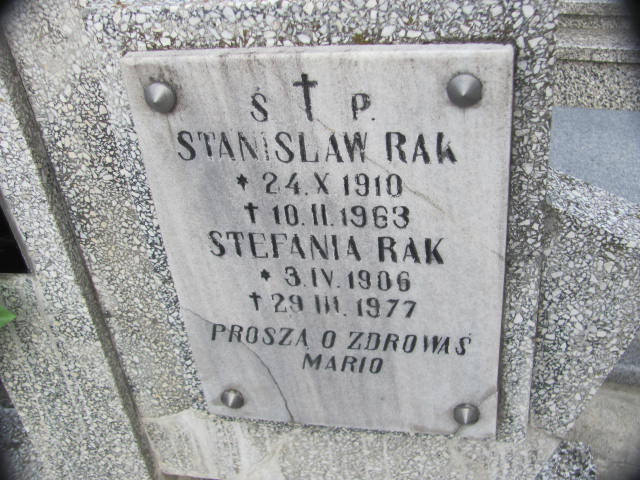 Ś † P.
STANISŁAW RAK
* 24.X 1910
† 10.II.1963
STEFANIA RAK
* 3.IV.1906
† 29 III.1977
PROSZĄ O ZDROWAŚ
MARIO